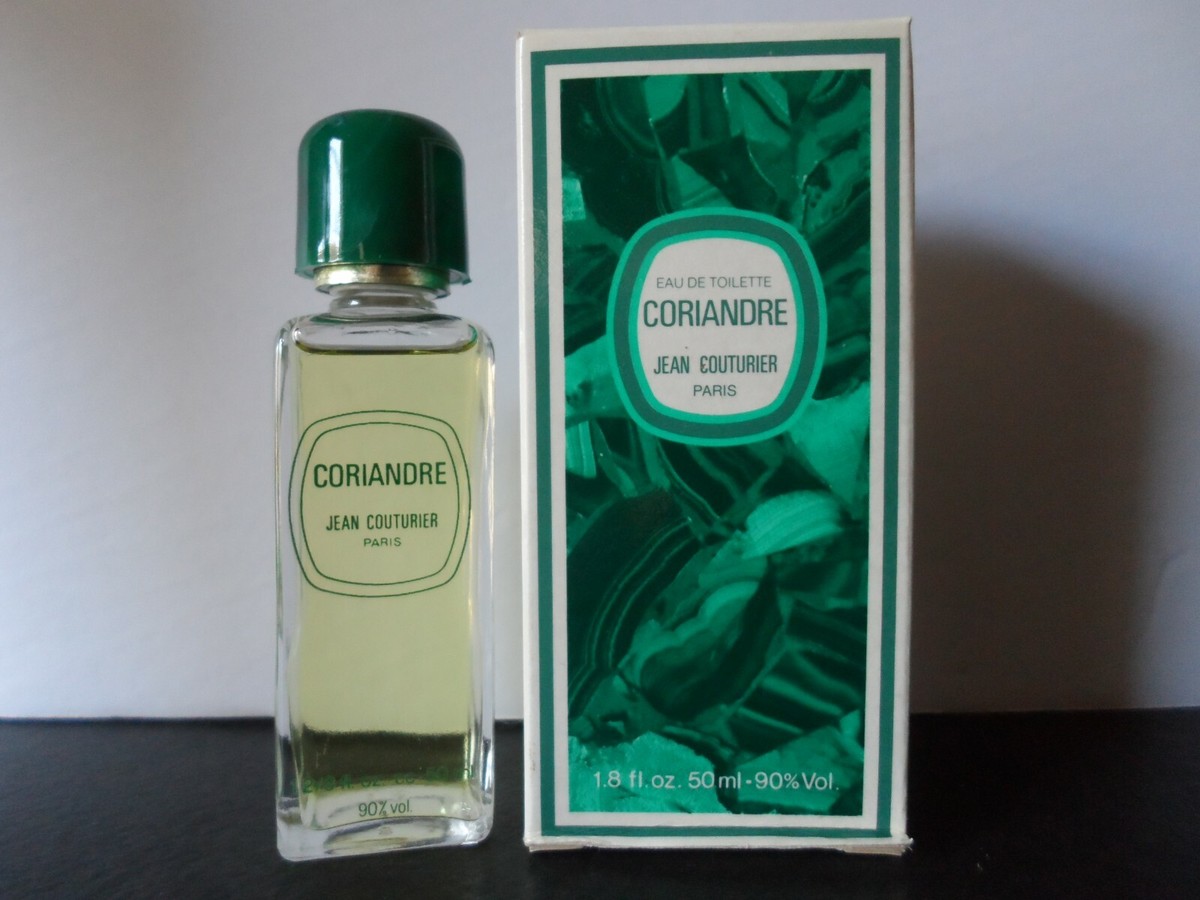 CORIANDRE
JEAN COUTURIER
PARIS
90% vol.
EAU DE TOILETTE
CORIANDRE
JEAN COUTURIER
PARIS
1.8 fl.oz. 50 ml - 90% Vol.